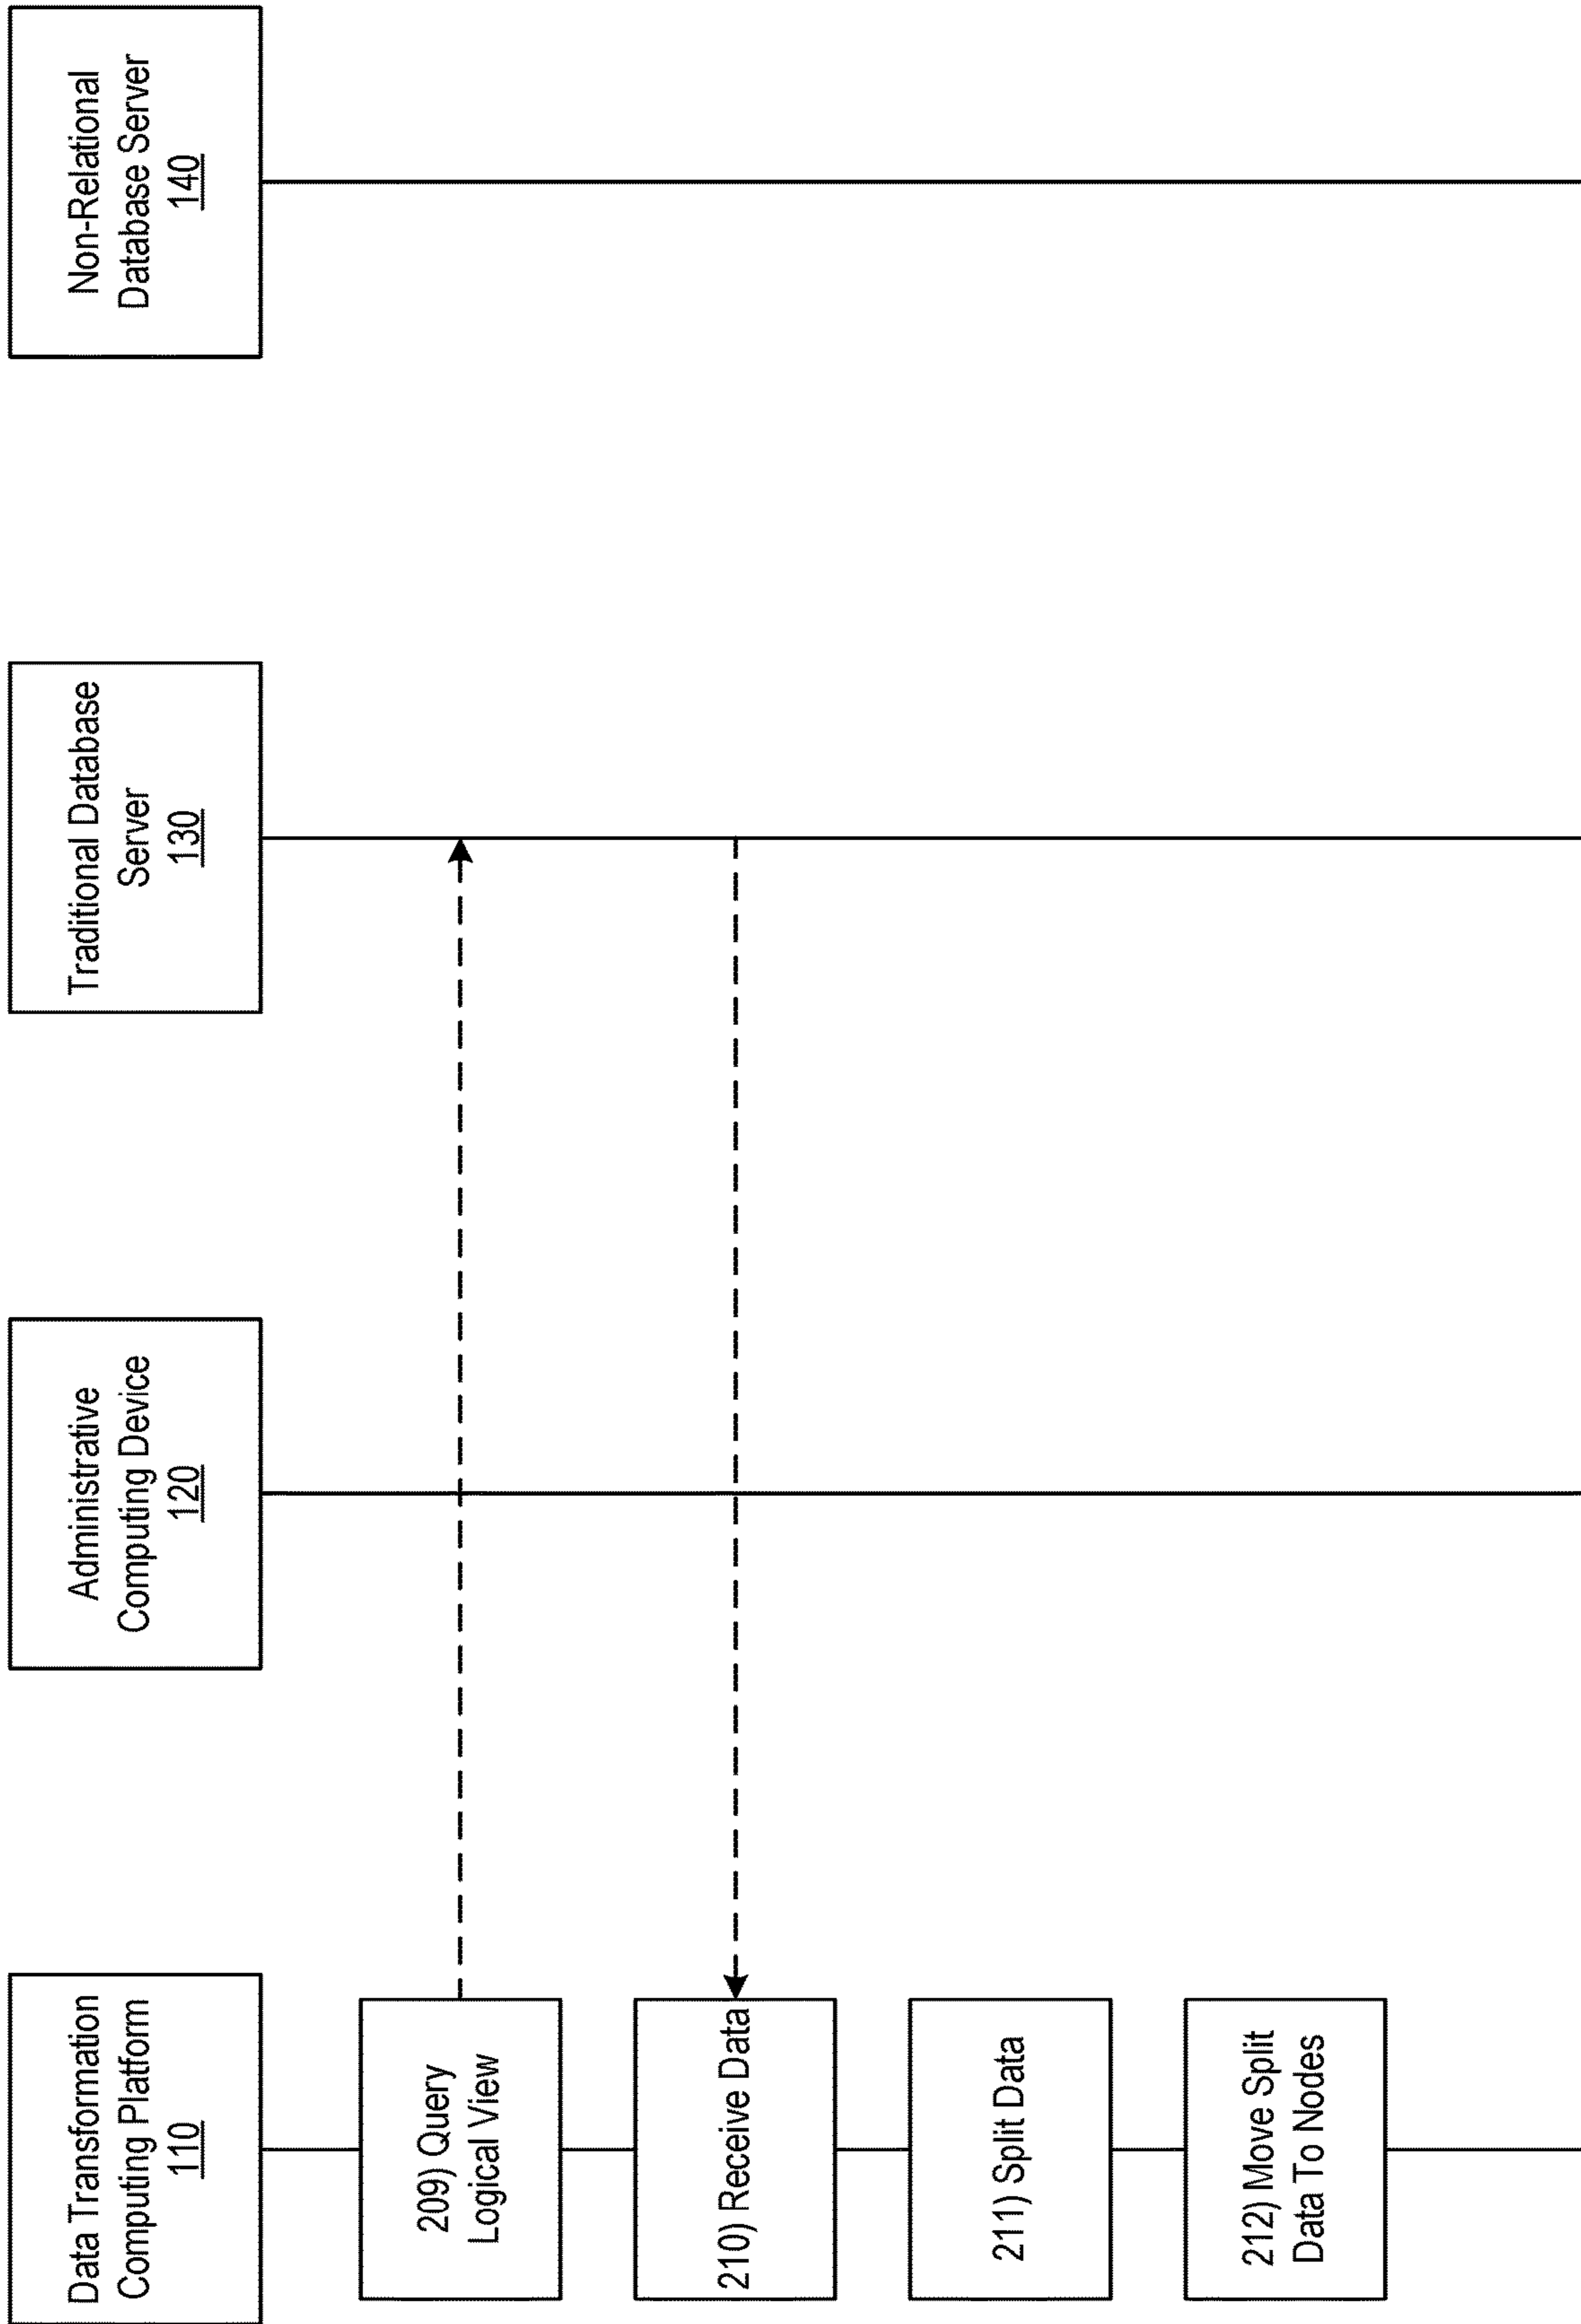 Data Transformation
Computing Platform
110
Administrative
Computing Device
120
Traditional Database
Server
130
Non-Relational
Database Server
140
209) Query
Logical View
210) Receive Data
211) Split Data
212) Move Split
Data To Nodes